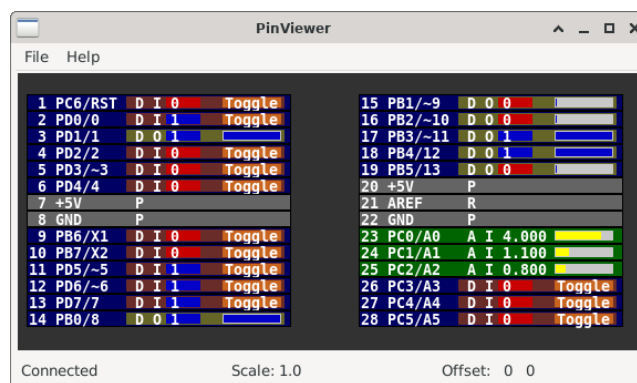 PinViewer
File Help
1 PC6/RST D I 0 Toggle
2 PD0/0 D I 1 Toggle
3 PD1/1 D O 1
4 PD2/2 D I 0 Toggle
5 PD3/~3 D I 0 Toggle
6 PD4/4 D I 0 Toggle
7 +5V P
8 GND P
9 PB6/X1 D I 0 Toggle
10 PB7/X2 D I 0 Toggle
11 PD5/~5 D I 1 Toggle
12 PD6/~6 D I 1 Toggle
13 PD7/7 D I 1 Toggle
14 PB0/8 D O 1
15 PB1/~9 D O 0
16 PB2/~10 D O 0
17 PB3/~11 D O 1
18 PB4/12 D O 1
19 PB5/13 D O 0
20 +5V P
21 AREF R
22 GND P
23 PC0/A0 A I 4.000
24 PC1/A1 A I 1.100
25 PC2/A2 A I 0.800
26 PC3/A3 D I 0 Toggle
27 PC4/A4 D I 0 Toggle
28 PC5/A5 D I 0 Toggle
Connected Scale: 1.0 Offset: 0 0